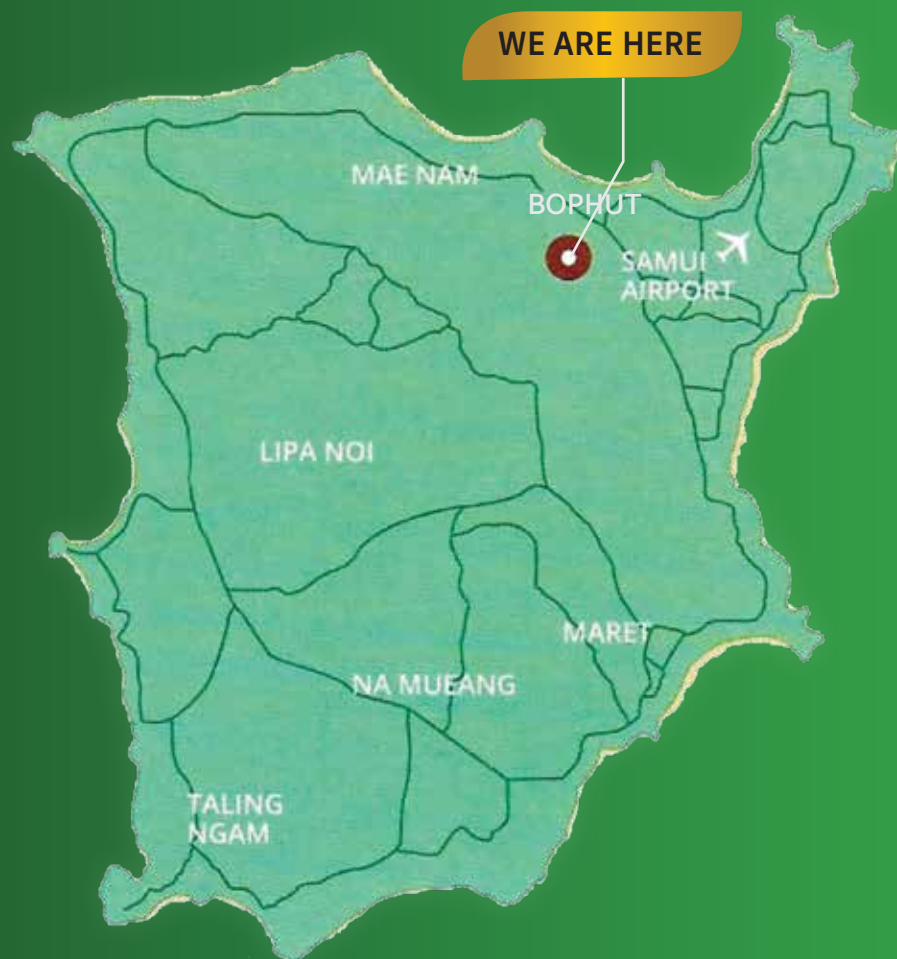 WE ARE HERE
MAE NAM
BOPHUT
SAMUI
AIRPORT
LIPA NOI
MARET
NA MUEANG
TALING
NGAM